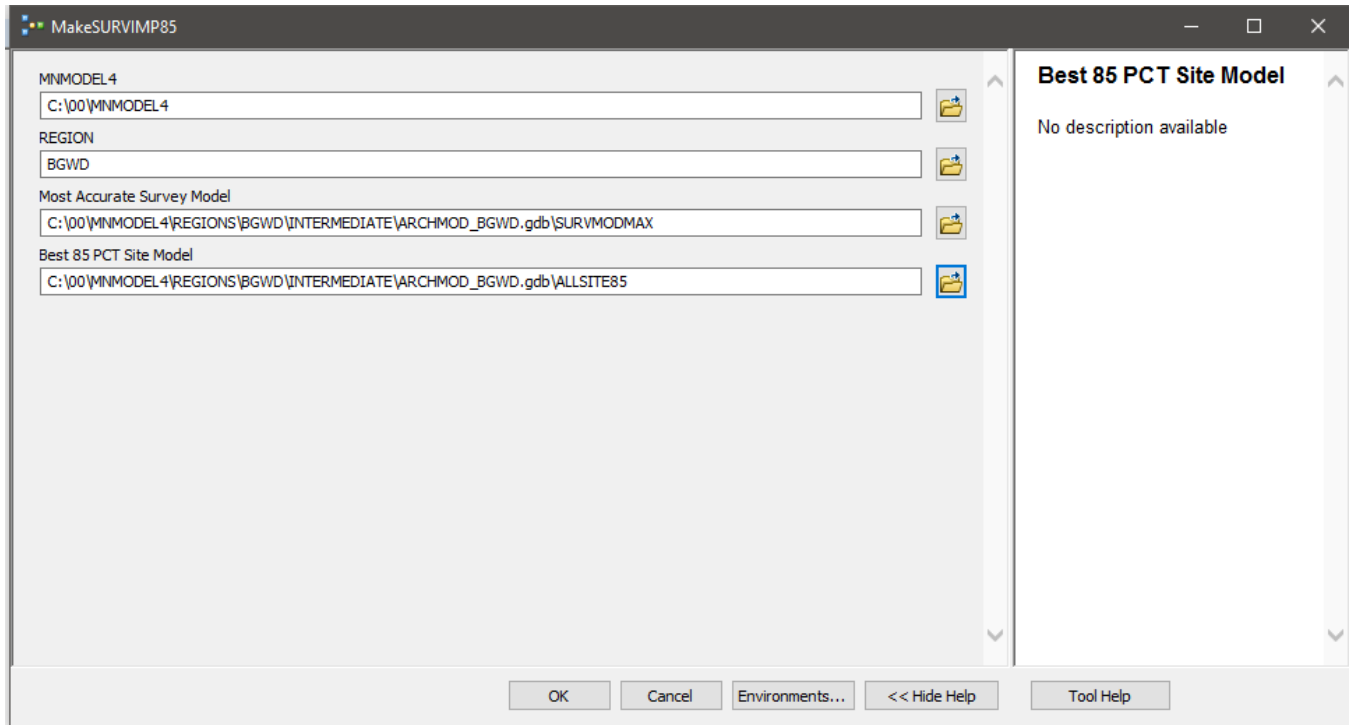 MakeSURVIMP85
MNMODEL4
C:\00\MNMODEL4
REGION
BGWD
Most Accurate Survey Model
C:\00\MNMODEL4\REGIONS\BGWD\INTERMEDIATE\ARCHMOD_BGWD.gdb\SURVMODMAX
Best 85 PCT Site Model
C:\00\MNMODEL4\REGIONS\BGWD\INTERMEDIATE\ARCHMOD_BGWD.gdb\ALLSITE85
Best 85 PCT Site Model
No description available
OK Cancel Environments... << Hide Help Tool Help